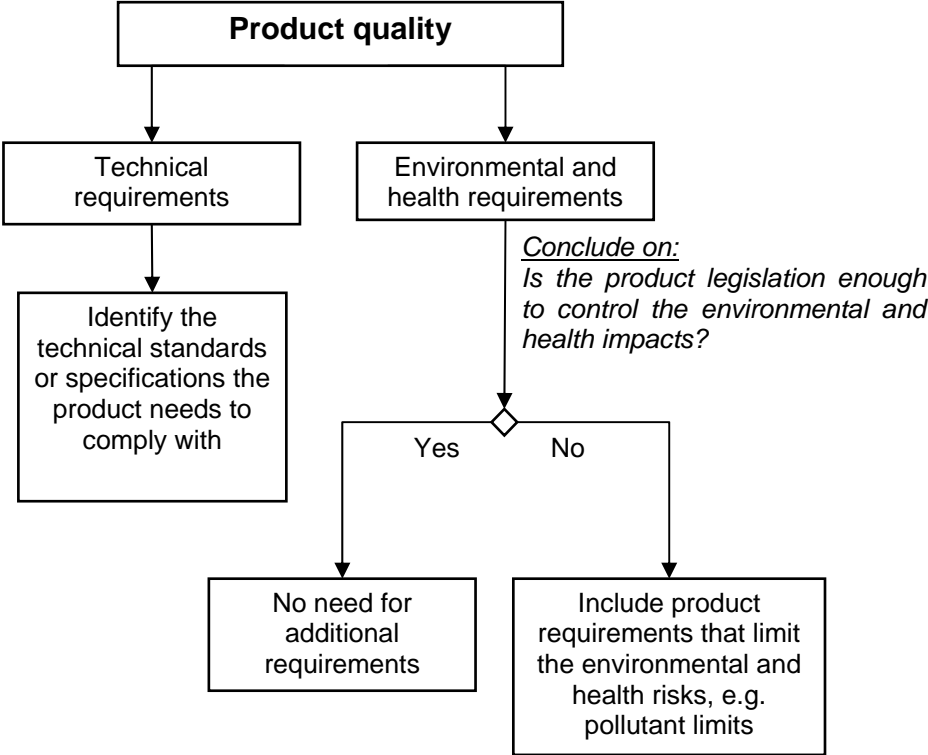 Product quality
Technical
requirements
Environmental and
health requirements
Conclude on:
Is the product legislation enough
to control the environmental and
health impacts?
Identify the
technical standards
or specifications the
product needs to
comply with
Yes
No
No need for
additional
requirements
Include product
requirements that limit
the environmental and
health risks, e.g.
pollutant limits